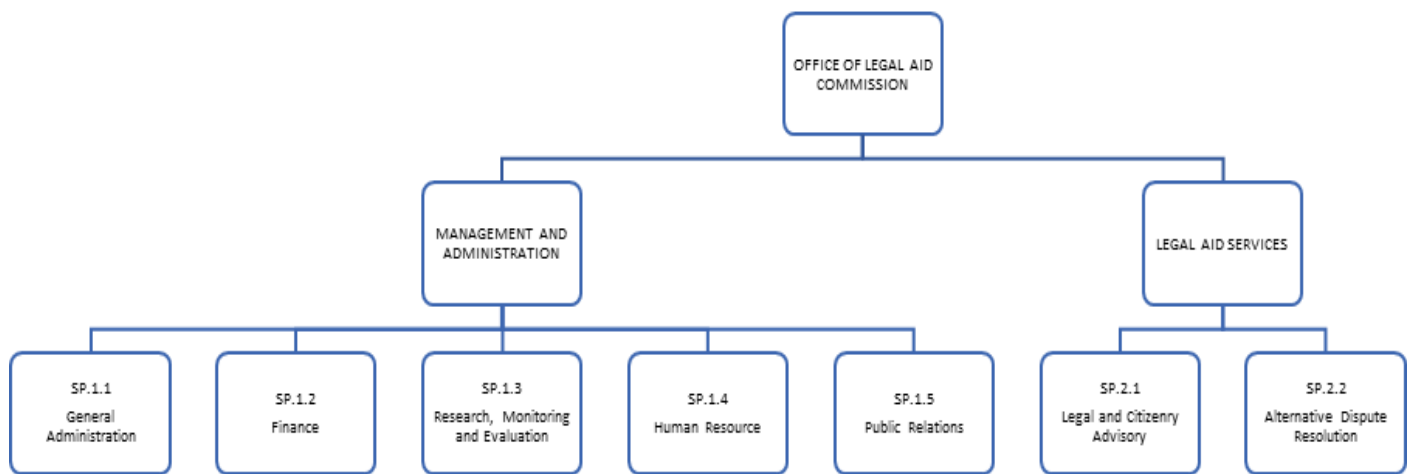 OFFICE OF LEGAL AID
COMMISSION
MANAGEMENT AND
ADMINISTRATION
LEGAL AID SERVICES
SP.1.1
General
Administration
SP.1.2
Finance
SP.1.3
Research, Monitoring
and Evaluation
SP.1.4
Human Resource
SP.1.5
Public Relations
SP.2.1
Legal and Citizenry
Advisory
SP.2.2
Alternative Dispute
Resolution